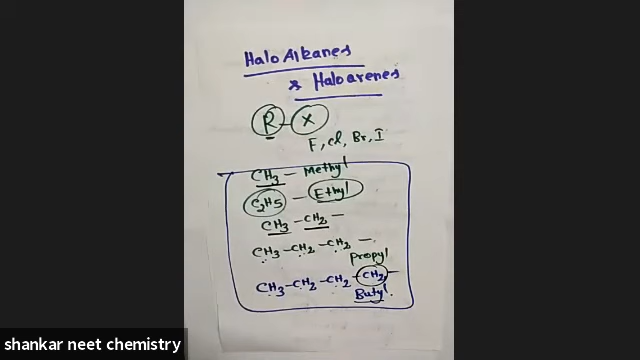 Halo Alkanes
& Haloarenes
R-X
F, Cl, Br, I
CH3 - Methyl
C2H5 - Ethyl
CH3 - CH2 -
CH3 - CH2 - CH2 -
Propyl
CH3 - CH2 - CH2 - CH2 -
Butyl.
shankar neet chemistry